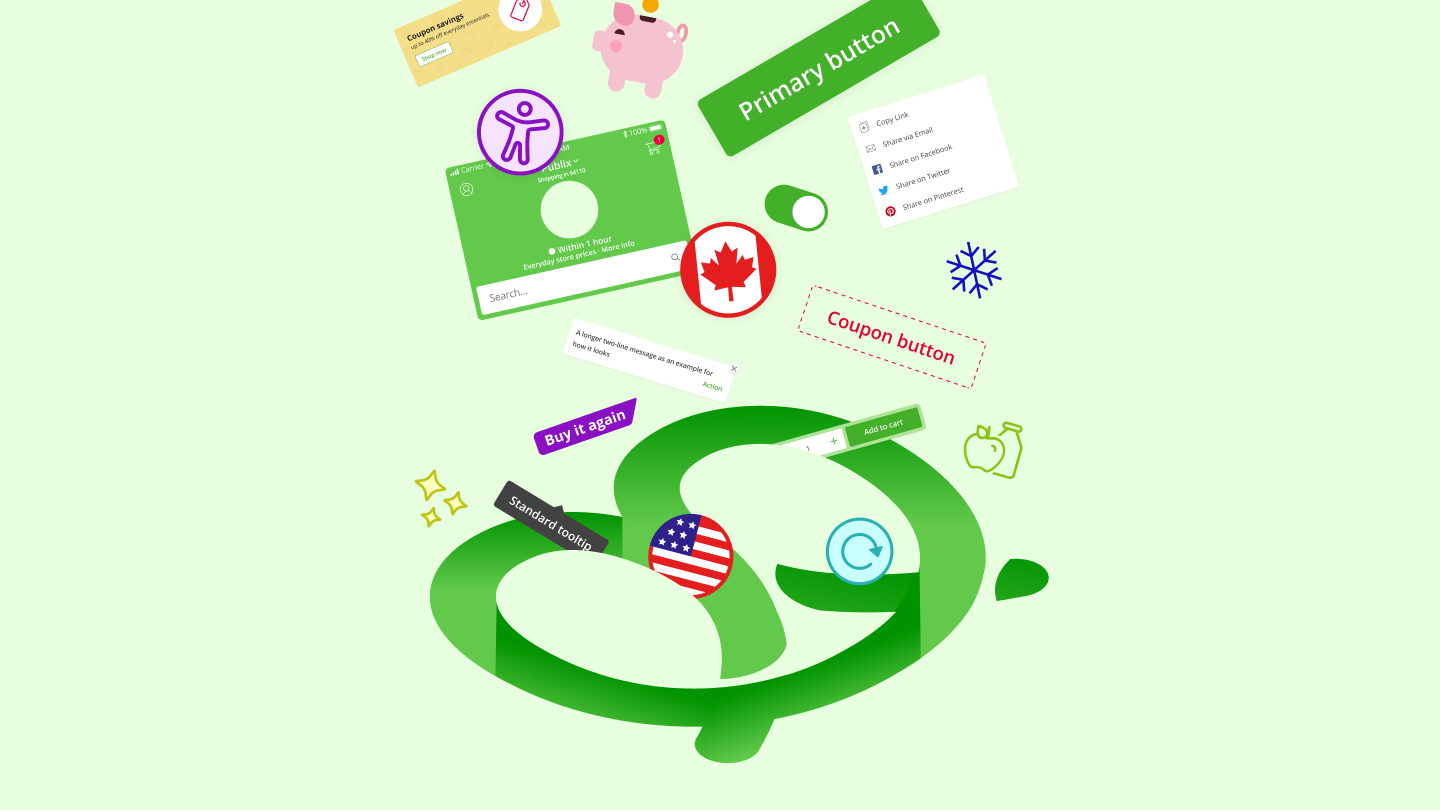 Coupon savings
up to 40% off everyday essentials
Shop now
Primary button
Copy Link
Share via Email
Share on Facebook
Share on Twitter
Share on Pinterest
Carrier
AM
100%
1
Publix
Shopping in 94110
Within 1 hour
Everyday store prices · More info
Search...
Coupon button
A longer two-line message as an example for
how it looks
Action
Buy it again
1 +
Add to cart
Standard tooltip